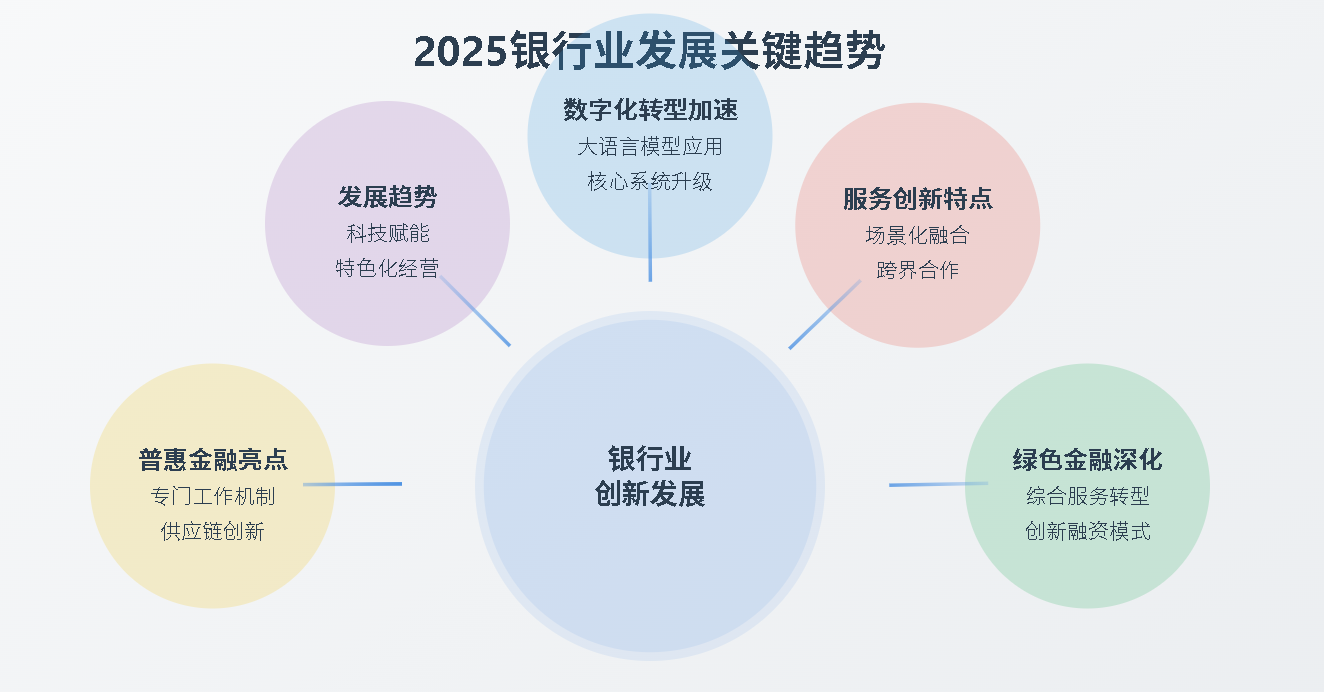 2025银行业发展关键趋势
数字化转型加速
大语言模型应用
核心系统升级
发展趋势
科技赋能
特色化经营
服务创新特点
场景化融合
跨界合作
普惠金融亮点
专门工作机制
供应链创新
银行业
创新发展
绿色金融深化
综合服务转型
创新融资模式